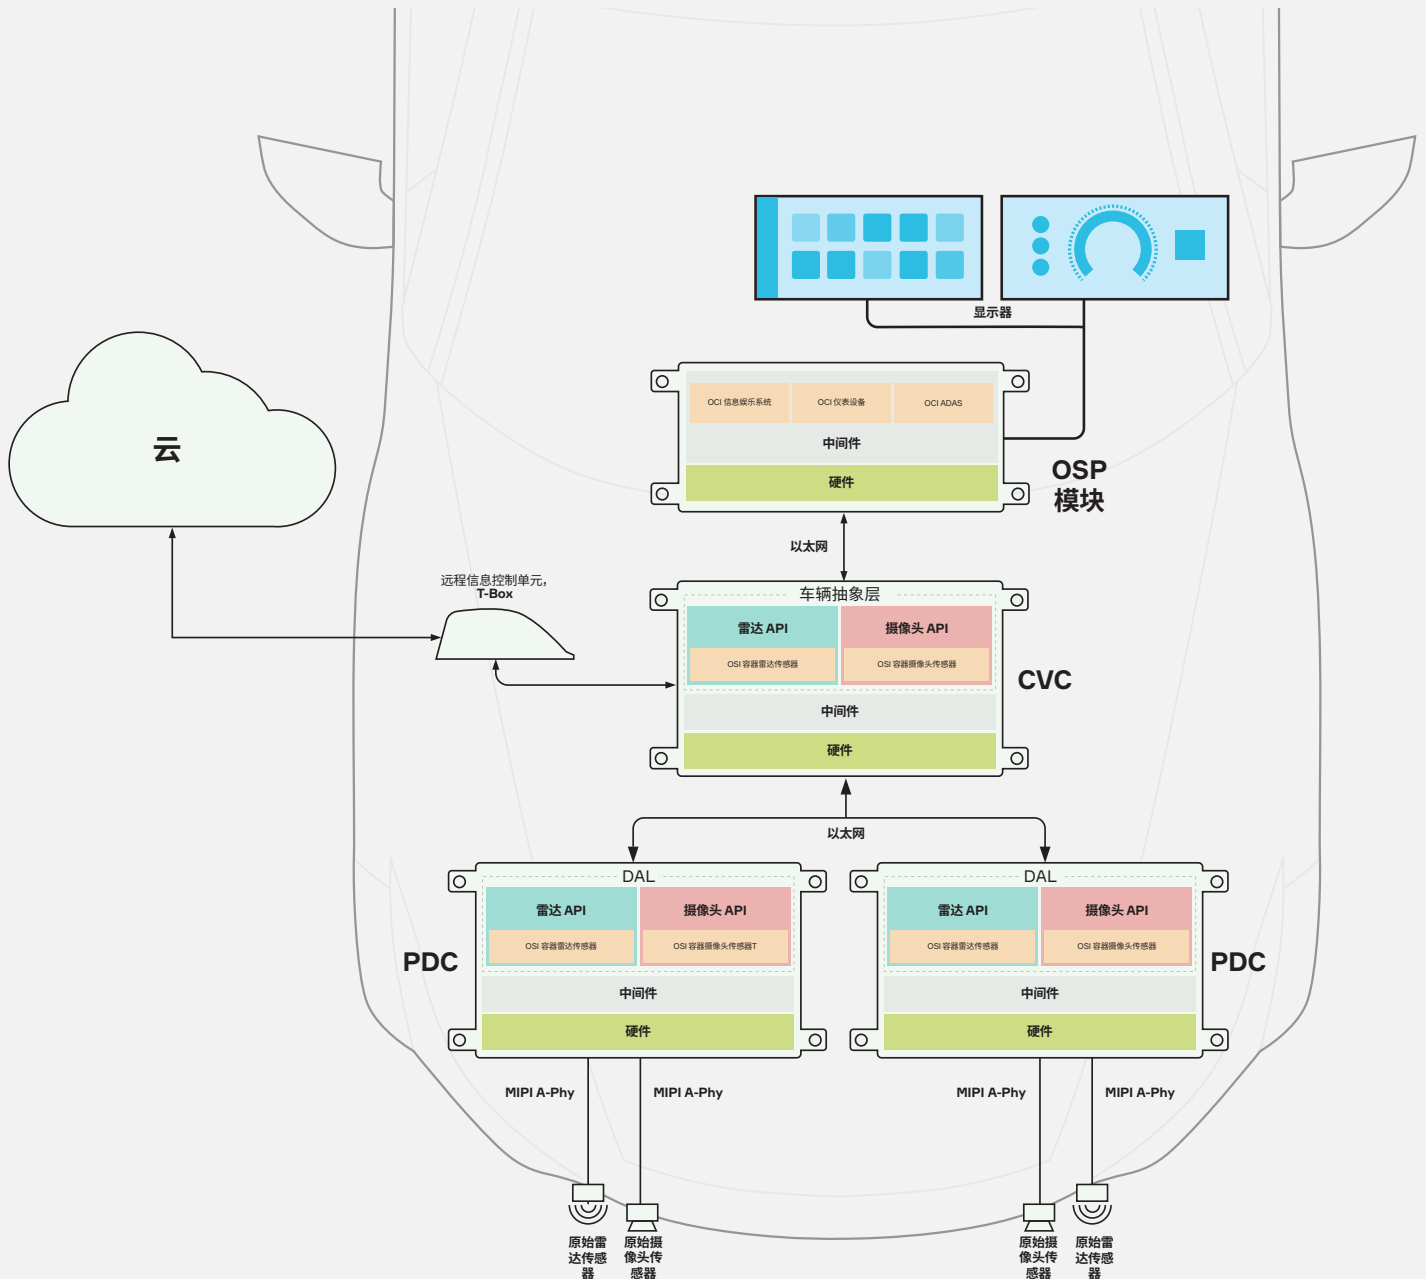 显示器
OCI 信息娱乐系统
OCI 仪表设备
OCI ADAS
中间件
硬件
OSP
模块
云
以太网
远程信息控制单元，
T-Box
车辆抽象层
雷达 API
摄像头 API
OSI 容器雷达传感器
OSI 容器摄像头传感器
中间件
硬件
CVC
以太网
DAL
雷达 API
摄像头 API
OSI 容器雷达传感器
OSI 容器摄像头传感器T
中间件
硬件
PDC
DAL
雷达 API
摄像头 API
OSI 容器雷达传感器
OSI 容器摄像头传感器
中间件
硬件
PDC
MIPI A-Phy
MIPI A-Phy
MIPI A-Phy
MIPI A-Phy
原始雷
达传感
器
原始摄
像头传
感器
原始摄
像头传
感器
原始雷
达传感
器